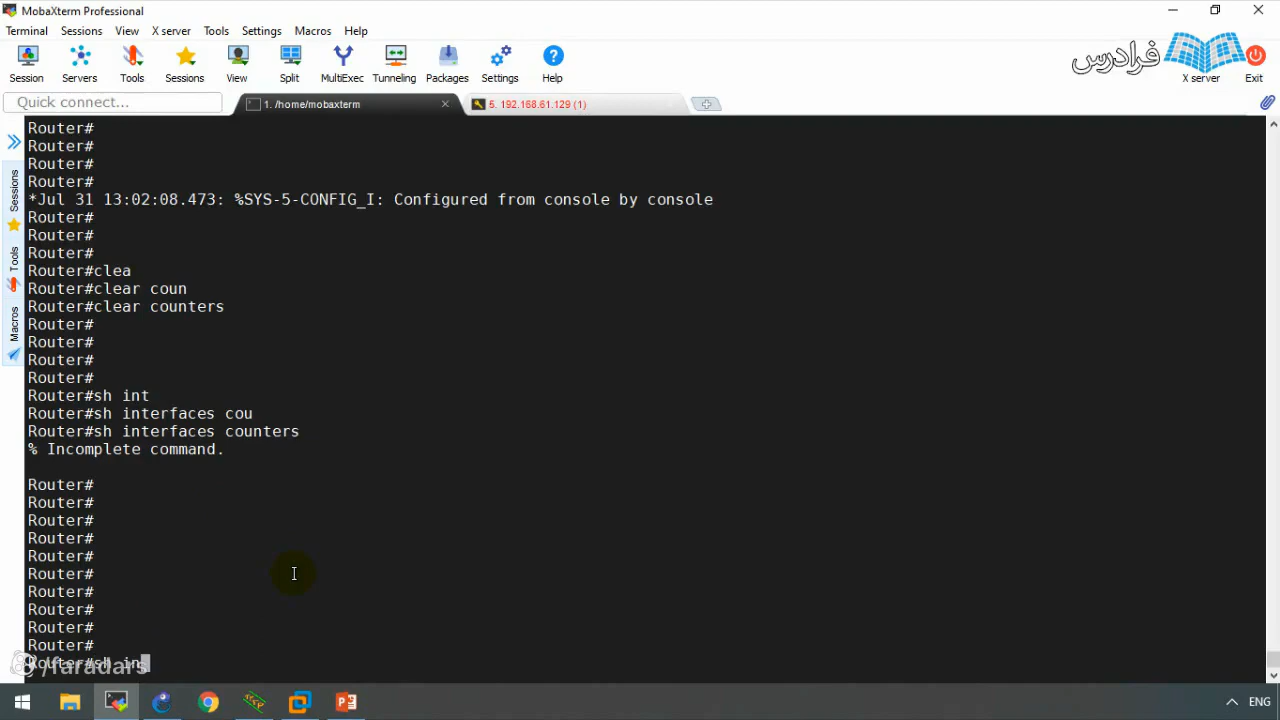 MobaXterm Professional
Terminal Sessions View X server Tools Settings Macros Help
Session Servers Tools Sessions View Split MultiExec Tunneling Packages Settings Help
فرادرس
X server Exit
Quick connect...
1. /home/mobaxterm
5. 192.168.61.129 (1)
Sessions
Tools
Macros
Router#
Router#
Router#
Router#
*Jul 31 13:02:08.473: %SYS-5-CONFIG_I: Configured from console by console
Router#
Router#
Router#
Router#clea
Router#clear coun
Router#clear counters
Router#
Router#
Router#
Router#
Router#sh int
Router#sh interfaces cou
Router#sh interfaces counters
% Incomplete command.
Router#
Router#
Router#
Router#
Router#
Router#
Router#
Router#
Router#
Router#
Router#sh in
/faradars
ENG